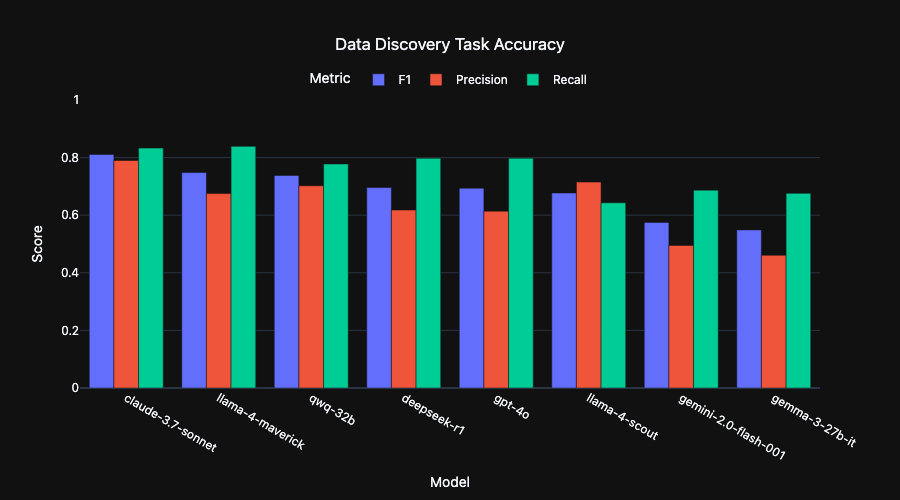 Data Discovery Task Accuracy
Metric F1 Precision Recall
1
0.8
0.6
0.4
0.2
0
Score
claude-3.7-sonnet
llama-4-maverick
qwq-32b
deepseek-r1
gpt-4o
llama-4-scout
gemini-2.0-flash-001
gemma-3-27b-it
Model